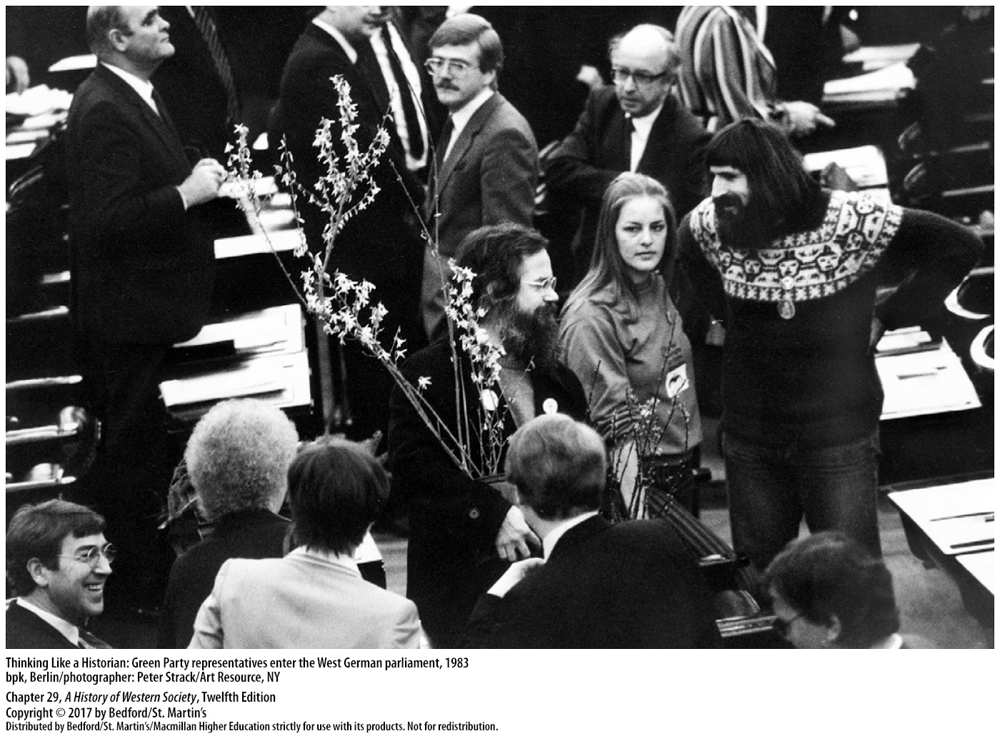 Thinking Like a Historian: Green Party representatives enter the West German parliament, 1983
bpk, Berlin/photographer: Peter Strack/Art Resource, NY
Chapter 29, A History of Western Society, Twelfth Edition
Copyright © 2017 by Bedford/St. Martin's
Distributed by Bedford/St. Martin's/Macmillan Higher Education strictly for use with its products. Not for redistribution.